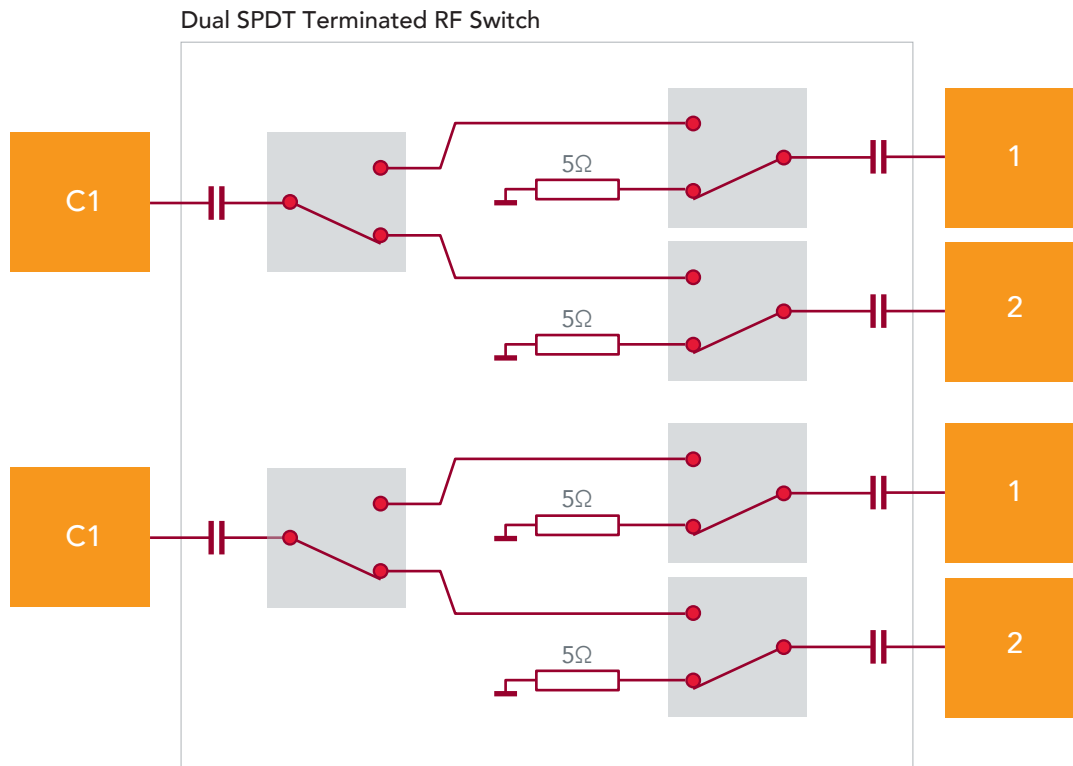 Dual SPDT Terminated RF Switch
C1
5Ω
1
5Ω
2
C1
5Ω
1
5Ω
2